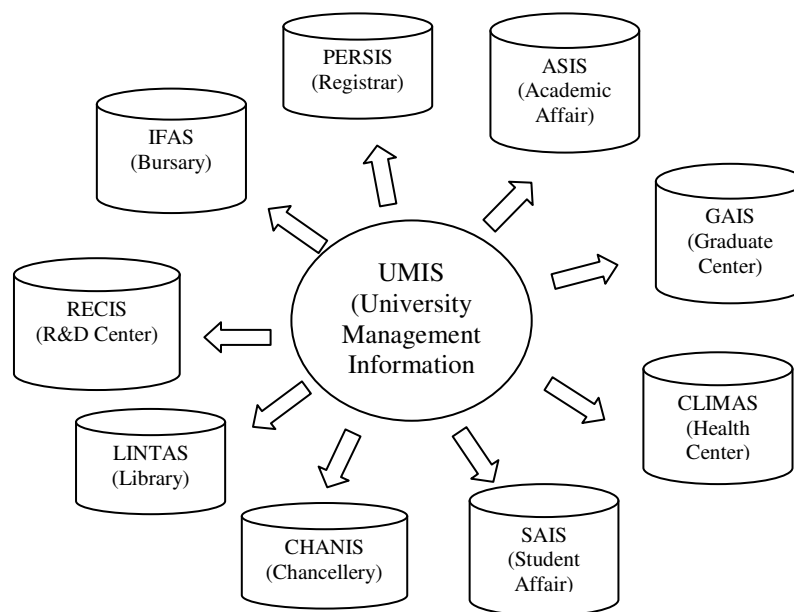 PERSIS
(Registrar)
ASIS
(Academic
Affair)
IFAS
(Bursary)
GAIS
(Graduate
Center)
UMIS
(University
Management
Information
RECIS
(R&D Center)
CLIMAS
(Health
Center)
LINTAS
(Library)
CHANIS
(Chancellery)
SAIS
(Student
Affair)